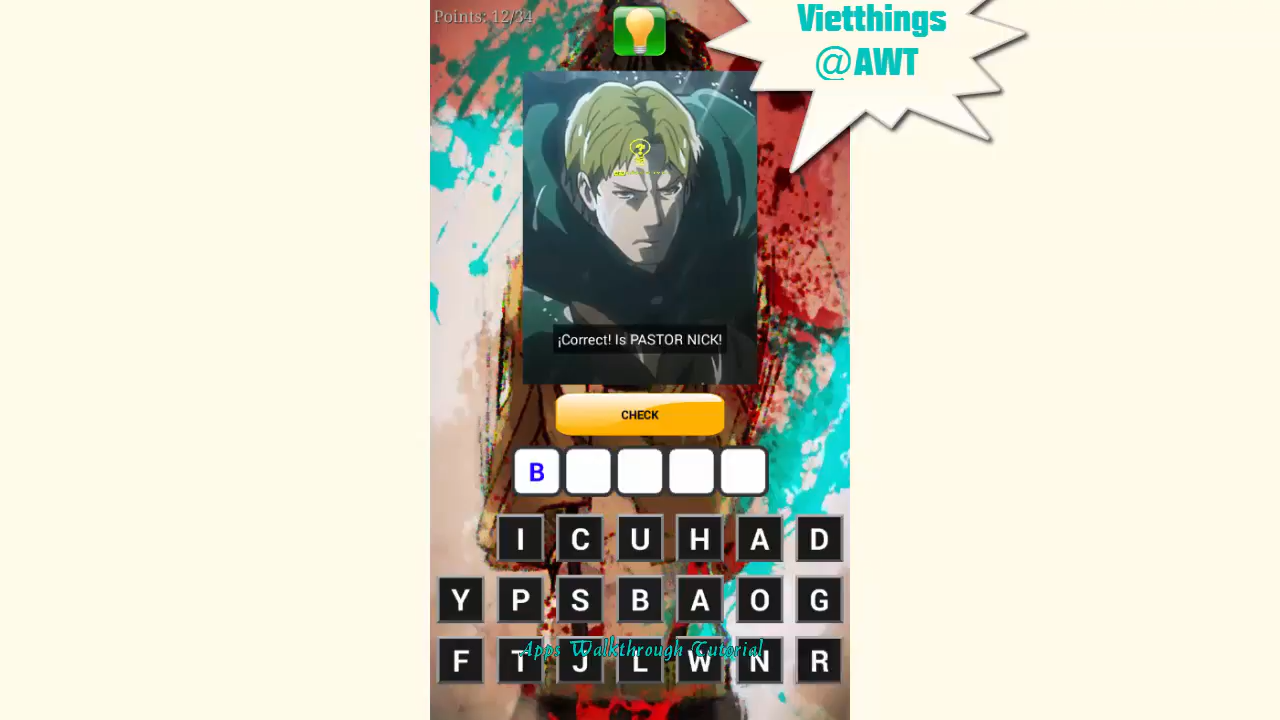 Points: 12/34
Vietthings
@AWT
¡Correct! Is PASTOR NICK!
CHECK
B
I C U H A D
Y P S B A O G
F T J L W N R
Apps Walkthrough Tutorial